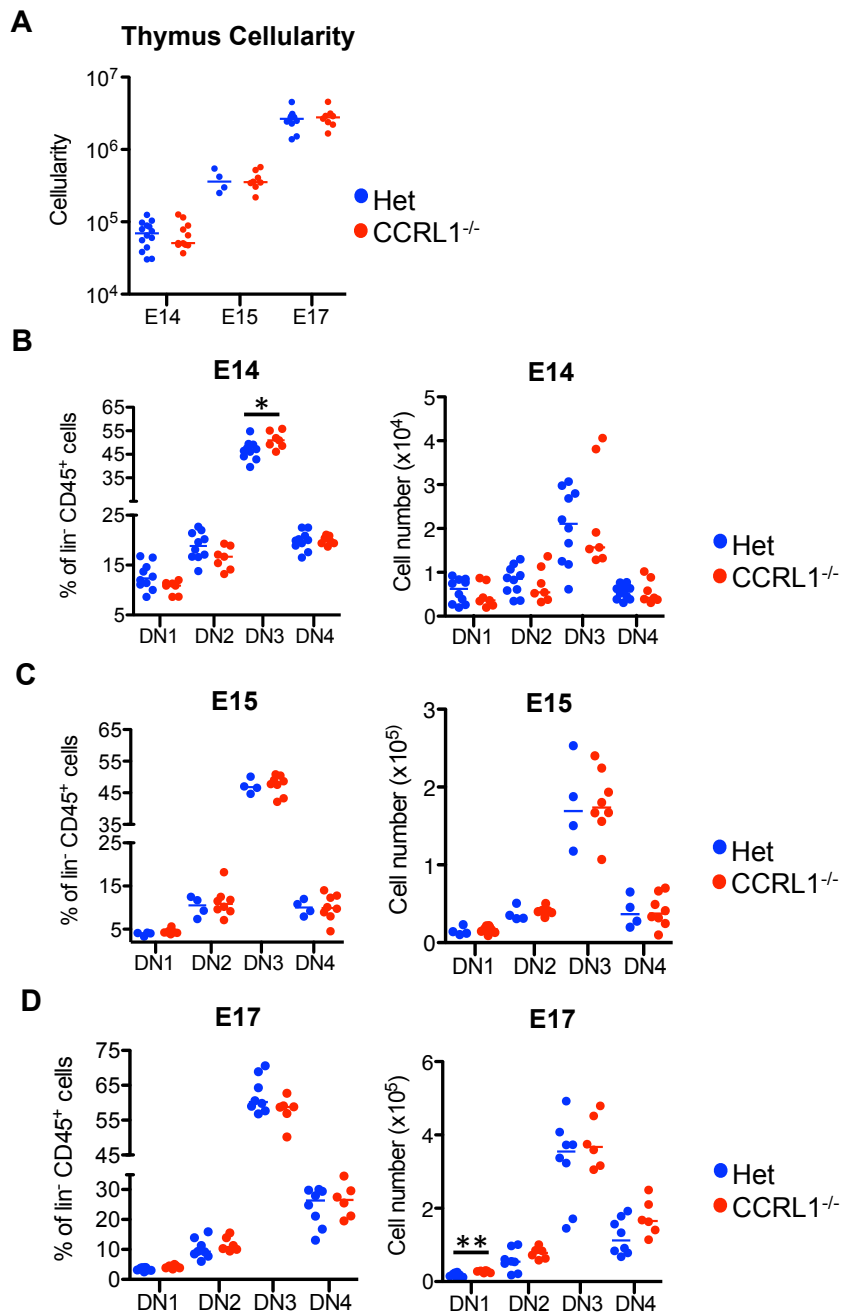 A
Thymus Cellularity
10⁷
10⁶
10⁵
10⁴
Cellularity
E14 E15 E17
Het
CCRL1⁻/⁻
B
E14
65
55
45
35
25
15
5
% of lin⁻ CD45⁺ cells
*
DN1 DN2 DN3 DN4
E14
5
4
3
2
1
0
Cell number (x10⁴)
DN1 DN2 DN3 DN4
Het
CCRL1⁻/⁻
C
E15
65
55
45
35
25
15
5
% of lin⁻ CD45⁺ cells
DN1 DN2 DN3 DN4
E15
3
2
1
0
Cell number (x10⁵)
DN1 DN2 DN3 DN4
Het
CCRL1⁻/⁻
D
E17
75
60
45
30
20
10
0
% of lin⁻ CD45⁺ cells
DN1 DN2 DN3 DN4
E17
6
4
2
0
Cell number (x10⁵)
**
DN1 DN2 DN3 DN4
Het
CCRL1⁻/⁻